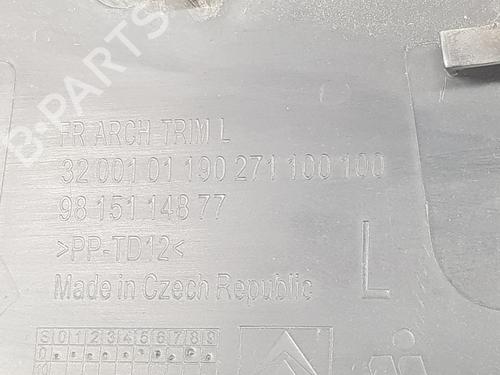 B-PARTS
FR ARCH TRIM L
32 001 01 190 271 100 100
98 151 148 77
>PP-TD12<
Made in Czech Republic
L
S 0 1 2 3 4 5 6 7 8 9
0